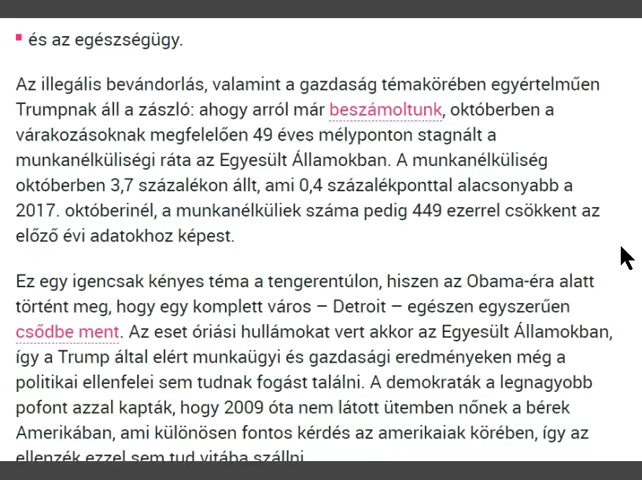 és az egészségügy.
Az illegális bevándorlás, valamint a gazdaság témakörében egyértelműen
Trumpnak áll a zászló: ahogy arról már beszámoltunk, októberben a
várakozásoknak megfelelően 49 éves mélyponton stagnált a
munkanélküliségi ráta az Egyesült Államokban. A munkanélküliség
októberben 3,7 százalékon állt, ami 0,4 százalékponttal alacsonyabb a
2017. októberinél, a munkanélküliek száma pedig 449 ezerrel csökkent az
előző évi adatokhoz képest.
Ez egy igencsak kényes téma a tengerentúlon, hiszen az Obama-éra alatt
történt meg, hogy egy komplett város – Detroit – egészen egyszerűen
csődbe ment. Az eset óriási hullámokat vert akkor az Egyesült Államokban,
így a Trump által elért munkaügyi és gazdasági eredményeken még a
politikai ellenfelei sem tudnak fogást találni. A demokraták a legnagyobb
pofont azzal kapták, hogy 2009 óta nem látott ütemben nőnek a bérek
Amerikában, ami különösen fontos kérdés az amerikaiak körében, így az
ellenzék ezzel sem tud vitába szállni.